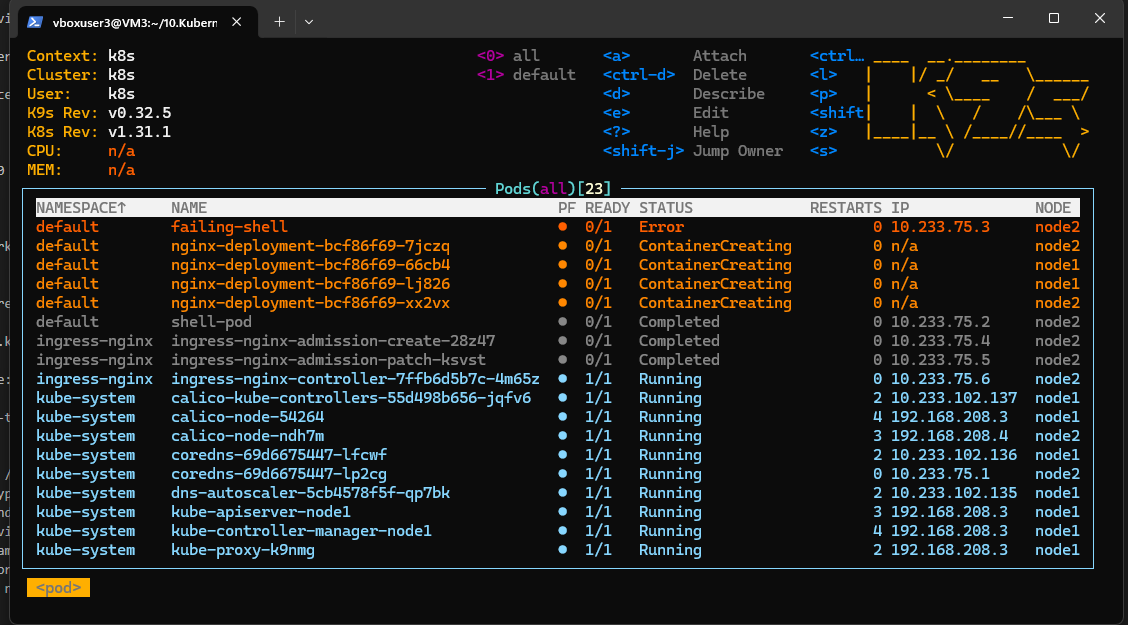 vboxuser3@VM3:~/10.Kubern
Context: k8s <0> all <a> Attach <ctrl…
Cluster: k8s <1> default <ctrl-d> Delete <l>
User: k8s <d> Describe <p>
K9s Rev: v0.32.5 <e> Edit <shift
K8s Rev: v1.31.1 <?> Help <z>
CPU: n/a <shift-j> Jump Owner <s>
MEM: n/a
Pods(all)[23]
NAMESPACE↑ NAME PF READY STATUS RESTARTS IP NODE
default failing-shell ● 0/1 Error 0 10.233.75.3 node2
default nginx-deployment-bcf86f69-7jczq ● 0/1 ContainerCreating 0 n/a node2
default nginx-deployment-bcf86f69-66cb4 ● 0/1 ContainerCreating 0 n/a node1
default nginx-deployment-bcf86f69-lj826 ● 0/1 ContainerCreating 0 n/a node1
default nginx-deployment-bcf86f69-xx2vx ● 0/1 ContainerCreating 0 n/a node2
default shell-pod ● 0/1 Completed 0 10.233.75.2 node2
ingress-nginx ingress-nginx-admission-create-28z47 ● 0/1 Completed 0 10.233.75.4 node2
ingress-nginx ingress-nginx-admission-patch-ksvst ● 0/1 Completed 0 10.233.75.5 node2
ingress-nginx ingress-nginx-controller-7ffb6d5b7c-4m65z ● 1/1 Running 0 10.233.75.6 node2
kube-system calico-kube-controllers-55d498b656-jqfv6 ● 1/1 Running 2 10.233.102.137 node1
kube-system calico-node-54264 ● 1/1 Running 4 192.168.208.3 node1
kube-system calico-node-ndh7m ● 1/1 Running 3 192.168.208.4 node2
kube-system coredns-69d6675447-lfcwf ● 1/1 Running 2 10.233.102.136 node1
kube-system coredns-69d6675447-lp2cg ● 1/1 Running 0 10.233.75.1 node2
kube-system dns-autoscaler-5cb4578f5f-qp7bk ● 1/1 Running 2 10.233.102.135 node1
kube-system kube-apiserver-node1 ● 1/1 Running 3 192.168.208.3 node1
kube-system kube-controller-manager-node1 ● 1/1 Running 4 192.168.208.3 node1
kube-system kube-proxy-k9nmg ● 1/1 Running 2 192.168.208.3 node1
<pod>